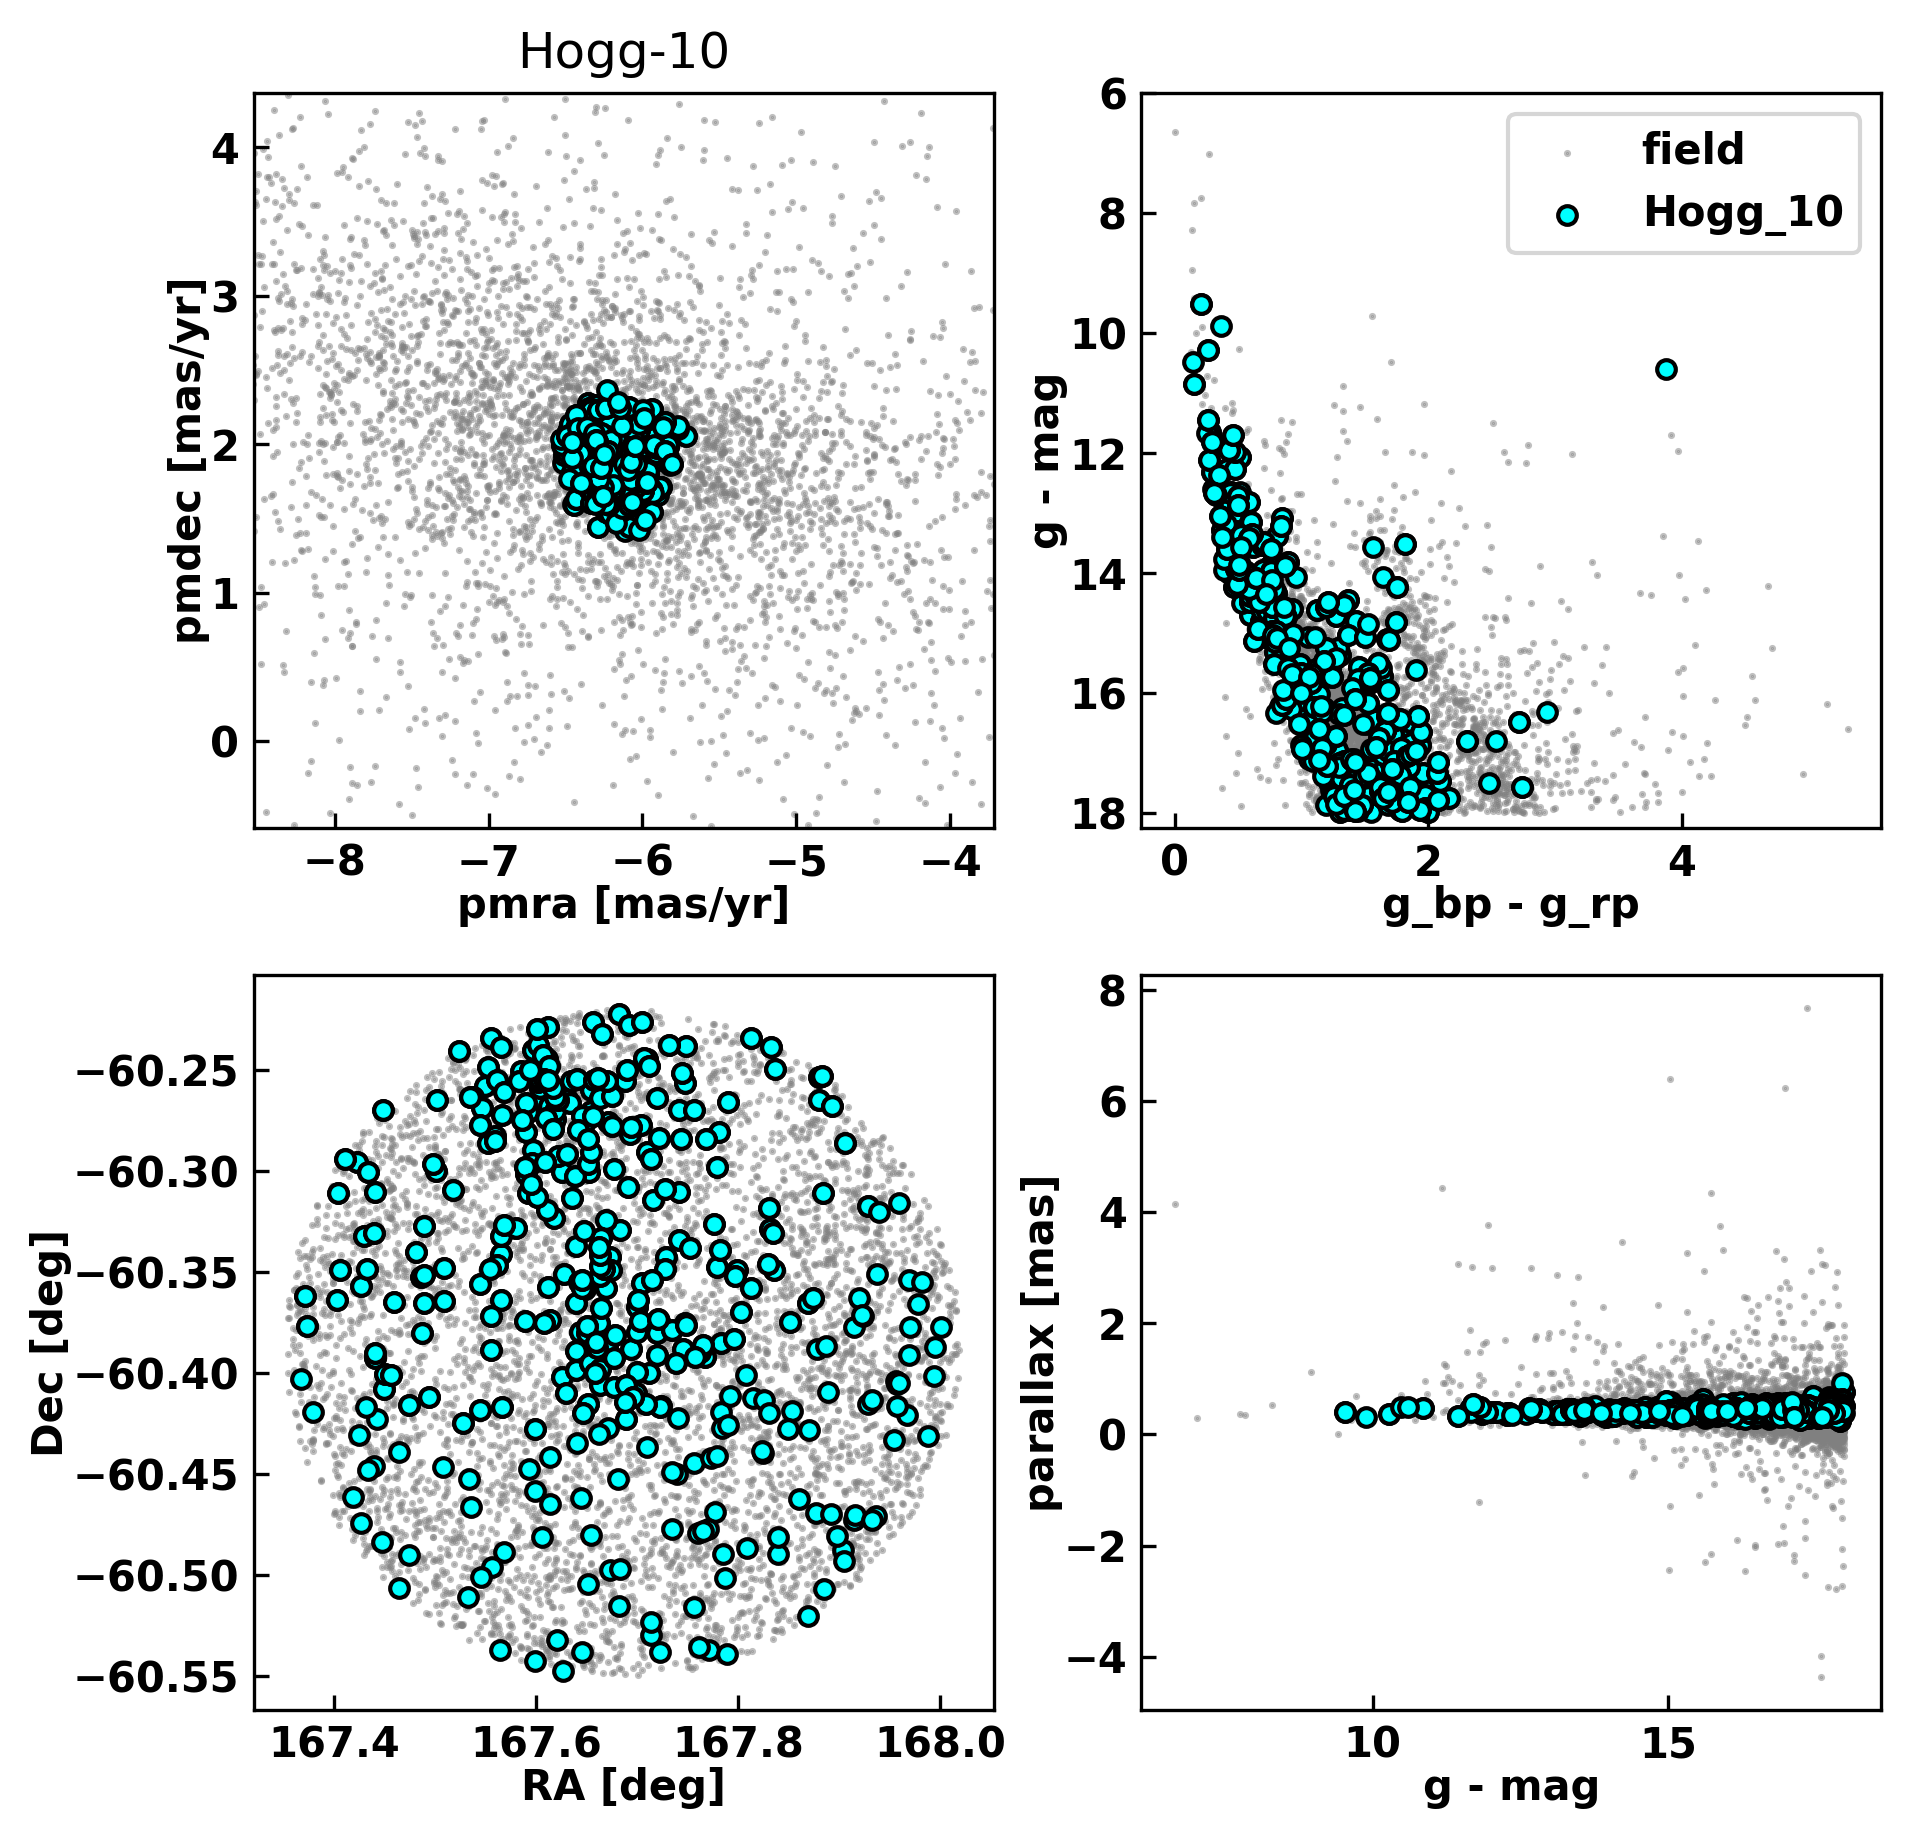 Hogg-10
4
3
2
1
0
pmdec [mas/yr]
−8 −7 −6 −5 −4
pmra [mas/yr]
6
8
10
12
14
16
18
g - mag
field
Hogg_10
0 2 4
g_bp - g_rp
−60.25
−60.30
−60.35
−60.40
−60.45
−60.50
−60.55
Dec [deg]
167.4 167.6 167.8 168.0
RA [deg]
8
6
4
2
0
−2
−4
parallax [mas]
10 15
g - mag